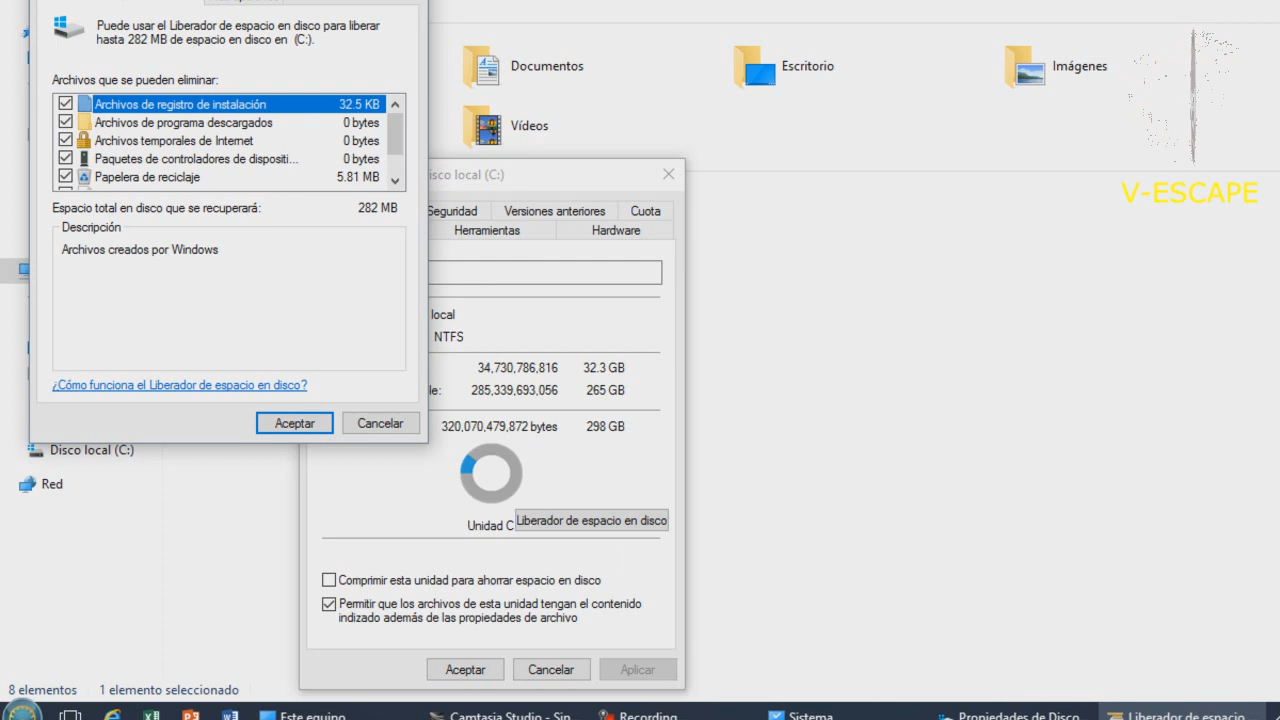 Puede usar el Liberador de espacio en disco para liberar
hasta 282 MB de espacio en disco en (C:).
Archivos que se pueden eliminar:
Archivos de registro de instalación 32.5 KB
Archivos de programa descargados 0 bytes
Archivos temporales de Internet 0 bytes
Paquetes de controladores de dispositi... 0 bytes
Papelera de reciclaje 5.81 MB
Espacio total en disco que se recuperará: 282 MB
Descripción
Archivos creados por Windows
¿Cómo funciona el Liberador de espacio en disco?
Aceptar Cancelar
Documentos
Escritorio
Imágenes
Vídeos
V-ESCAPE
isco local (C:)
Seguridad Versiones anteriores Cuota
Herramientas Hardware
local
NTFS
34,730,786,816 32.3 GB
le: 285,339,693,056 265 GB
320,070,479,872 bytes 298 GB
Unidad C
Liberador de espacio en disco
Comprimir esta unidad para ahorrar espacio en disco
Permitir que los archivos de esta unidad tengan el contenido
indizado además de las propiedades de archivo
Aceptar Cancelar Aplicar
Disco local (C:)
Red
8 elementos 1 elemento seleccionado
Este equipo
Camtasia Studio - Sin
Recording
Sistema
Propiedades de Disco
Liberador de espacio